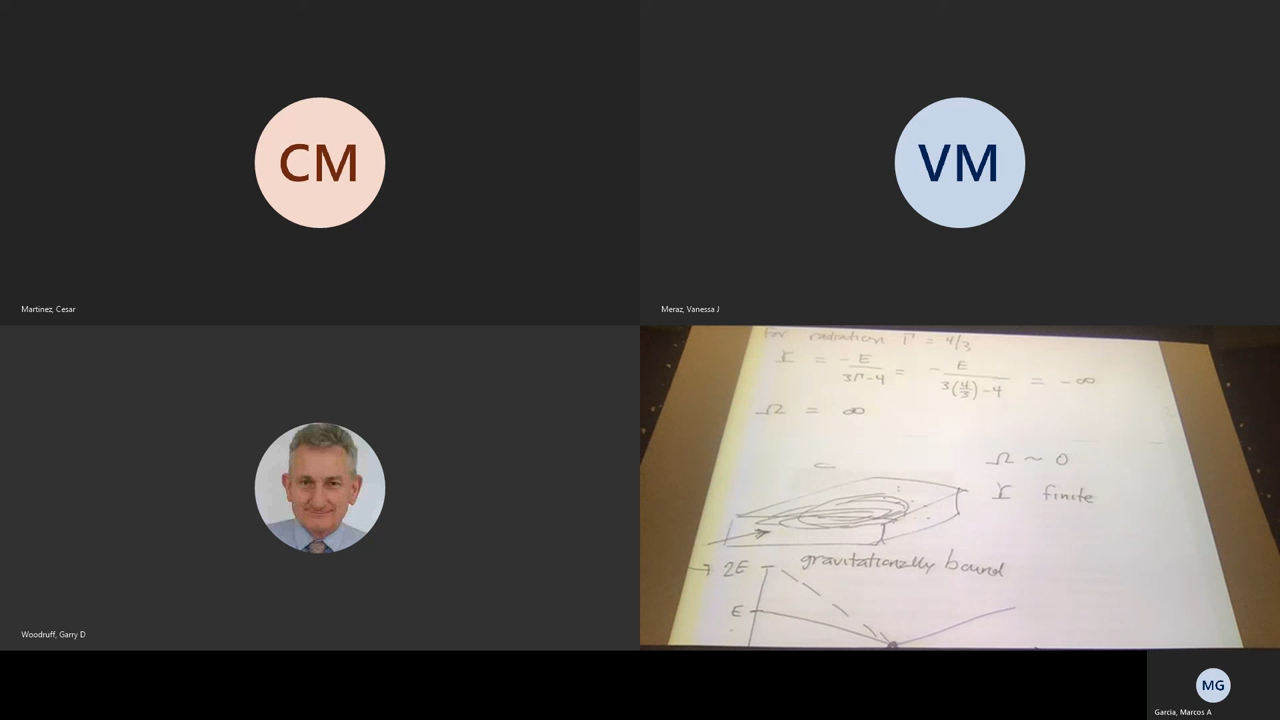 CM
VM
Martinez, Cesar
Meraz, Vanessa J
for radiation Γ = 4/3
= - E / 3Γ-4 = - E / 3(4/3)-4 = - ∞
Ω = ∞
Ω ~ 0
finite
gravitationally bound
→ 2E
E
Woodruff, Garry D
MG
Garcia, Marcos A